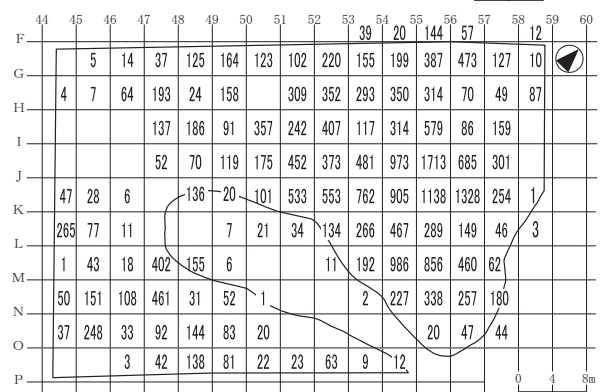 44 45 46 47 48 49 50 51 52 53 54 55 56 57 58 59 60
39 20 144 57 12
F
5 14 37 125 164 123 102 220 155 199 387 473 127 10
G
4 7 64 193 24 158 309 352 293 350 314 70 49 87
H
137 186 91 357 242 407 117 314 579 86 159
I
52 70 119 175 452 373 481 973 1713 685 301
J
47 28 6 136 20 101 533 553 762 905 1138 1328 254 1
K
265 77 11 7 21 34 134 266 467 289 149 46 3
L
1 43 18 402 155 6 11 192 986 856 460 62
M
50 151 108 461 31 52 1 2 227 338 257 180
N
37 248 33 92 144 83 20 20 47 44
O
3 42 138 81 22 23 63 9 12
P
0 4 8m